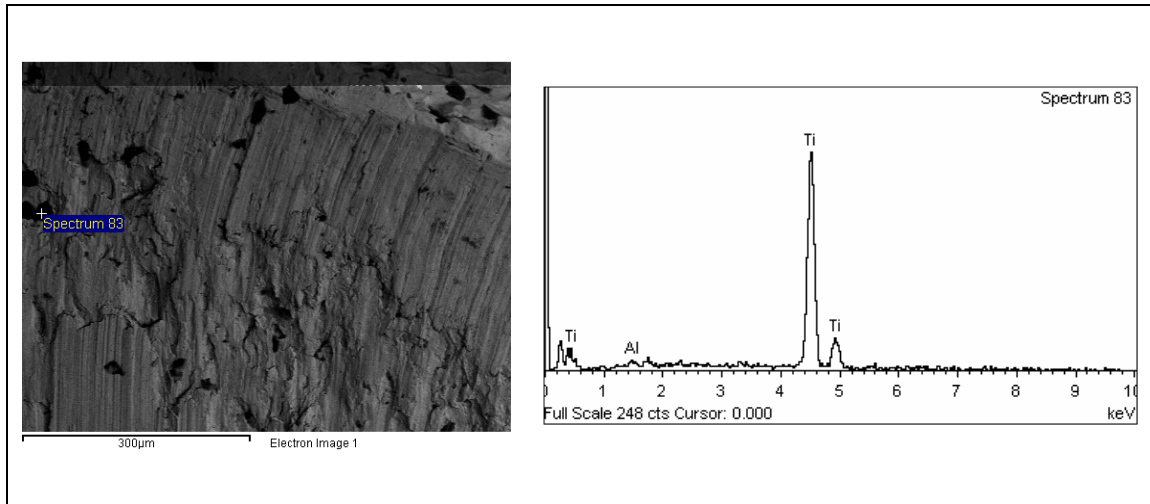 Spectrum 83
300µm
Electron Image 1
Spectrum 83
Ti
Ti
Al
Ti
0 1 2 3 4 5 6 7 8 9 10
Full Scale 248 cts Cursor: 0.000
keV